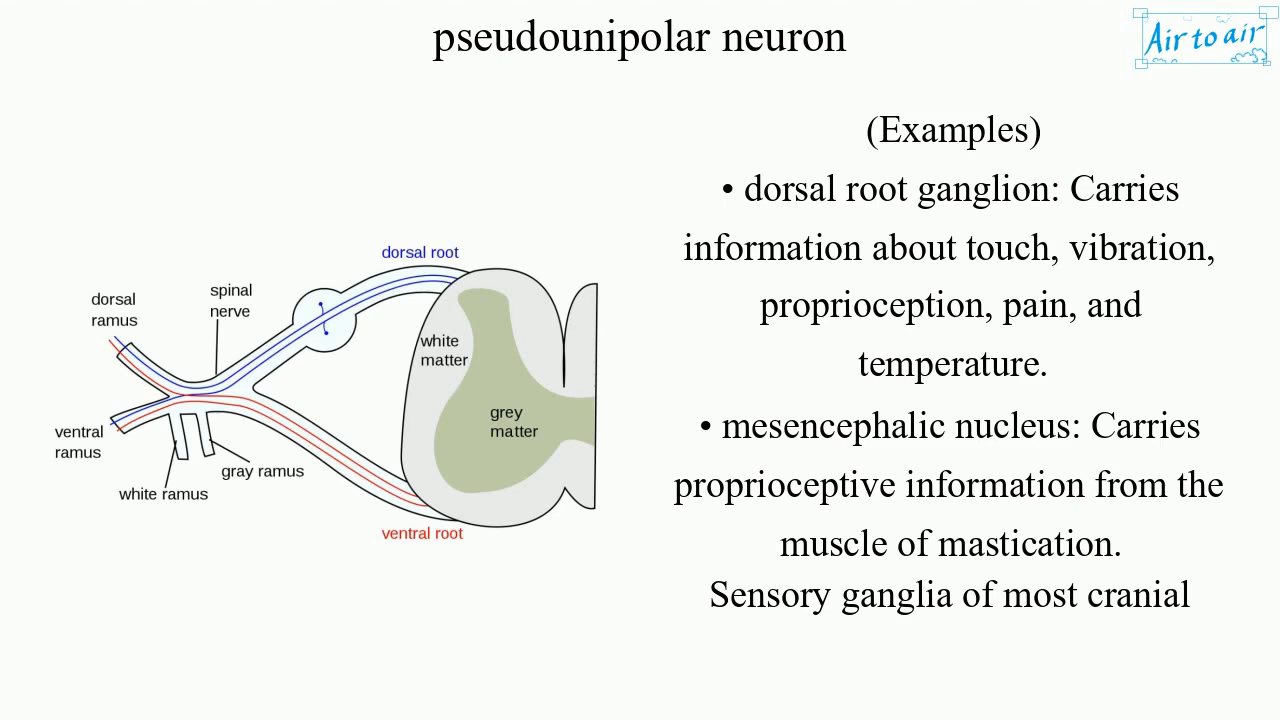 pseudounipolar neuron
Air to air
(Examples)
• dorsal root ganglion: Carries
information about touch, vibration,
proprioception, pain, and
temperature.
• mesencephalic nucleus: Carries
proprioceptive information from the
muscle of mastication.
Sensory ganglia of most cranial
dorsal root
dorsal
ramus
spinal
nerve
white
matter
grey
matter
ventral
ramus
gray ramus
white ramus
ventral root